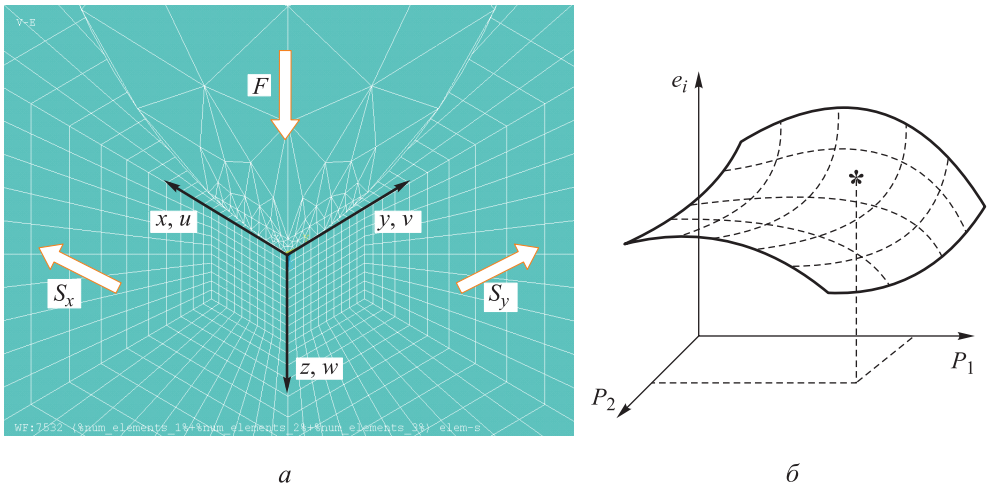 V-E
F
x, u
y, v
Sx
Sy
z, w
WF:7532 (%num_elements_1%+%num_elements_2%+%num_elements_3%) elem-s
а
ei
P1
P2
*
б